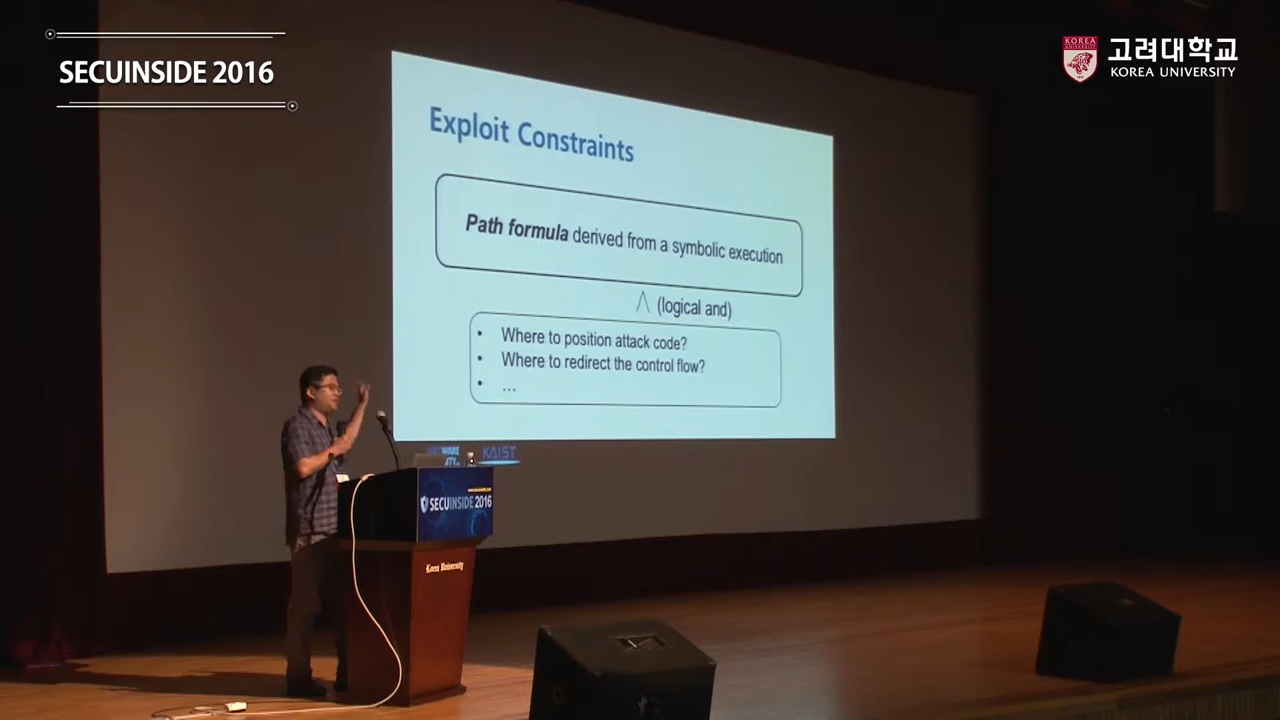 SECUINSIDE 2016
KOREA
고려대학교
KOREA UNIVERSITY
Exploit Constraints
Path formula derived from a symbolic execution
∧ (logical and)
• Where to position attack code?
• Where to redirect the control flow?
• ...
KAIST
SECUINSIDE 2016
Korea University